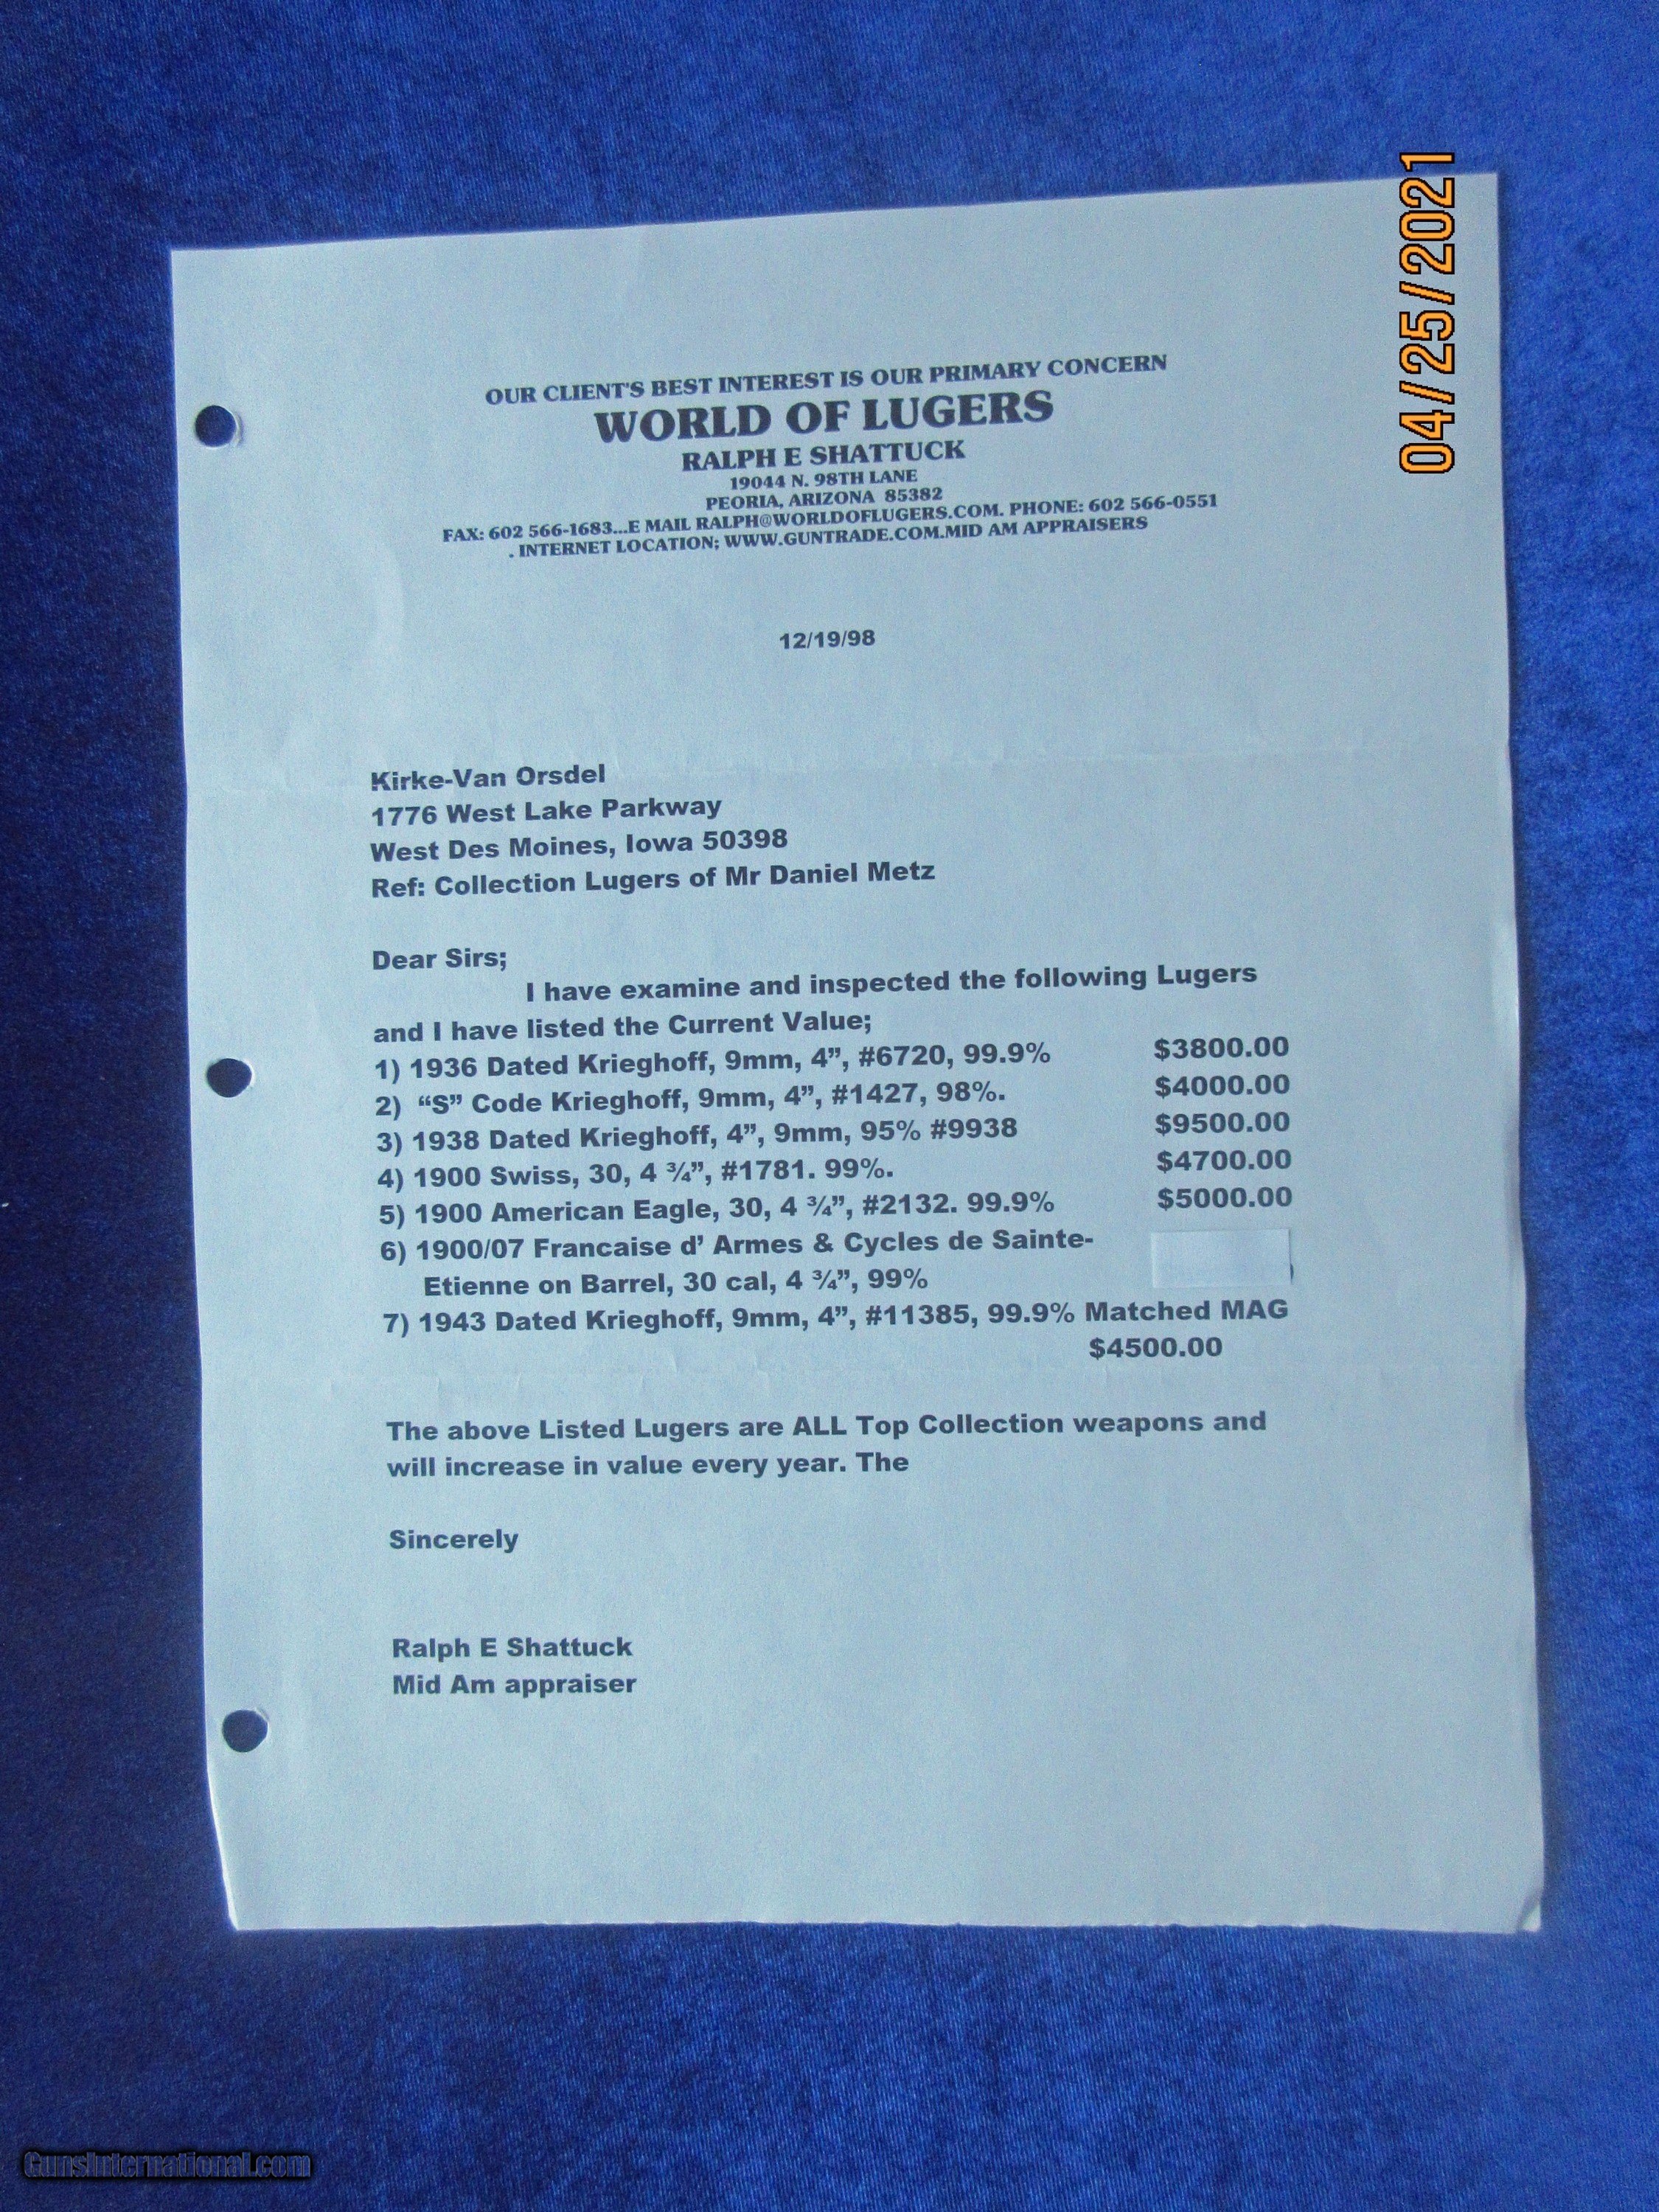 04/25/2021
OUR CLIENT'S BEST INTEREST IS OUR PRIMARY CONCERN
WORLD OF LUGERS
RALPH E SHATTUCK
19044 N. 98TH LANE
PEORIA, ARIZONA 85382
FAX: 602 566-1683...E MAIL RALPH@WORLDOFLUGERS.COM. PHONE: 602 566-0551
. INTERNET LOCATION; WWW.GUNTRADE.COM.MID AM APPRAISERS
12/19/98
Kirke-Van Orsdel
1776 West Lake Parkway
West Des Moines, Iowa 50398
Ref: Collection Lugers of Mr Daniel Metz
Dear Sirs;
I have examine and inspected the following Lugers
and I have listed the Current Value;
1) 1936 Dated Krieghoff, 9mm, 4”, #6720, 99.9% $3800.00
2) “S” Code Krieghoff, 9mm, 4”, #1427, 98%. $4000.00
3) 1938 Dated Krieghoff, 4”, 9mm, 95% #9938 $9500.00
4) 1900 Swiss, 30, 4 ¾”, #1781. 99%. $4700.00
5) 1900 American Eagle, 30, 4 ¾”, #2132. 99.9% $5000.00
6) 1900/07 Francaise d’ Armes & Cycles de Sainte-
Etienne on Barrel, 30 cal, 4 ¾”, 99%
7) 1943 Dated Krieghoff, 9mm, 4”, #11385, 99.9% Matched MAG
$4500.00
The above Listed Lugers are ALL Top Collection weapons and
will increase in value every year. The
Sincerely
Ralph E Shattuck
Mid Am appraiser
GunsInternational.com